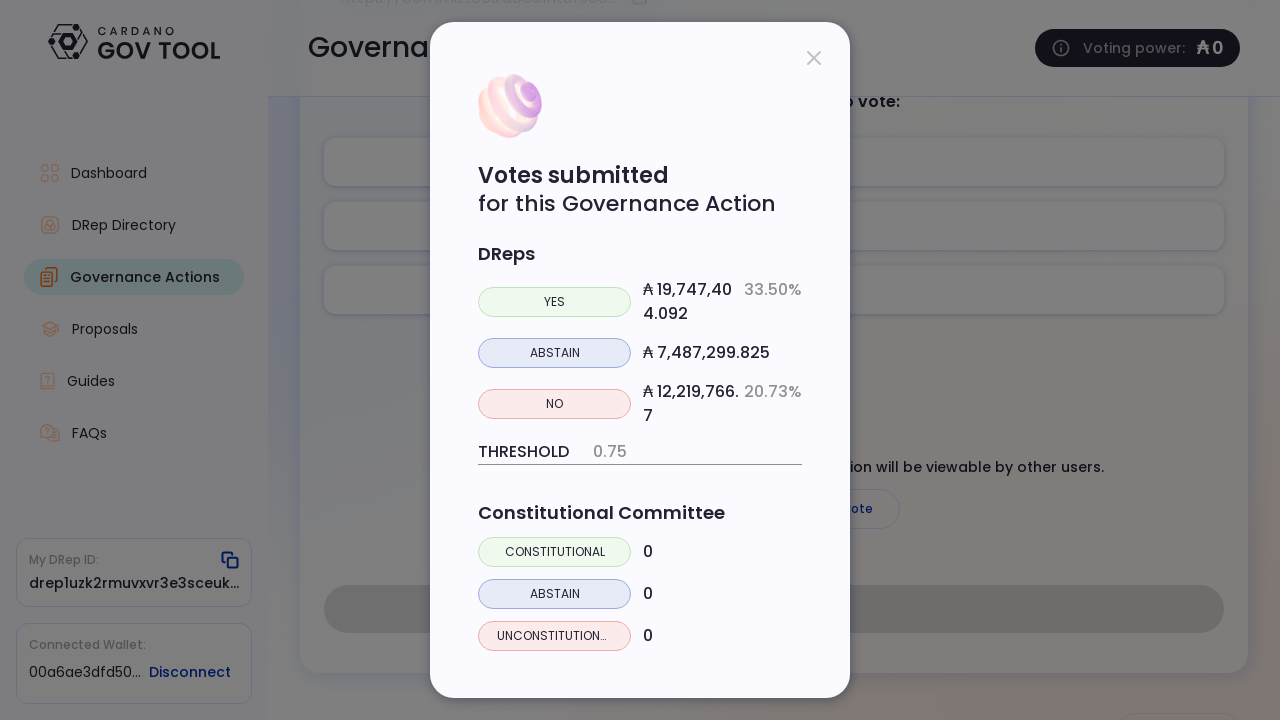 CARDANO
GOV TOOL
Governa
Voting power: ₳ 0
Dashboard
DRep Directory
Governance Actions
Proposals
Guides
FAQs
My DRep ID:
drep1uzk2rmuvxvr3e3sceuk...
Connected Wallet:
00a6ae3dfd50... Disconnect
vote:
Votes submitted
for this Governance Action
DReps
YES ₳ 19,747,40 33.50%
4.092
ABSTAIN ₳ 7,487,299.825
NO ₳ 12,219,766. 20.73%
7
THRESHOLD 0.75
Constitutional Committee
CONSTITUTIONAL 0
ABSTAIN 0
UNCONSTITUTION... 0
ion will be viewable by other users.
ote